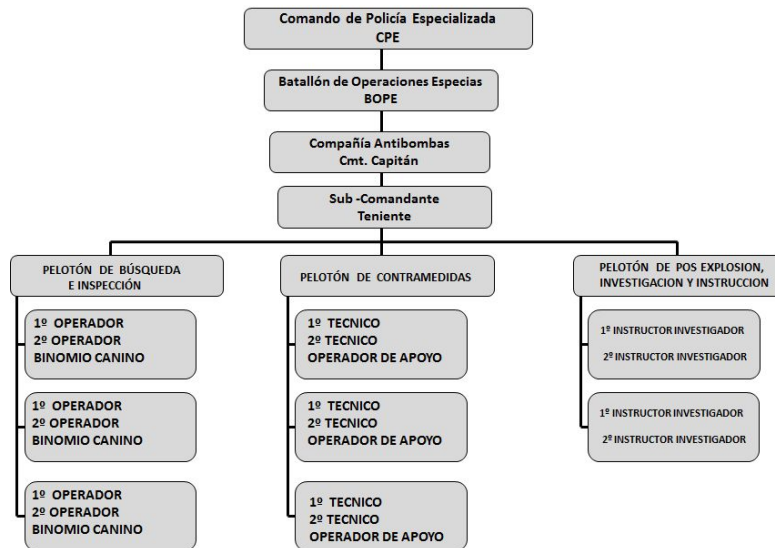 Comando de Policía Especializada
CPE
Batallón de Operaciones Especias
BOPE
Compañía Antibombas
Cmt. Capitán
Sub -Comandante
Teniente
PELOTÓN DE BÚSQUEDA
E INSPECCIÓN
1º OPERADOR
2º OPERADOR
BINOMIO CANINO
1º OPERADOR
2º OPERADOR
BINOMIO CANINO
1º OPERADOR
2º OPERADOR
BINOMIO CANINO
PELOTÓN DE CONTRAMEDIDAS
1º TECNICO
2º TECNICO
OPERADOR DE APOYO
1º TECNICO
2º TECNICO
OPERADOR DE APOYO
1º TECNICO
2º TECNICO
OPERADOR DE APOYO
PELOTÓN DE POS EXPLOSION,
INVESTIGACION Y INSTRUCCION
1º INSTRUCTOR INVESTIGADOR
2º INSTRUCTOR INVESTIGADOR
1º INSTRUCTOR INVESTIGADOR
2º INSTRUCTOR INVESTIGADOR